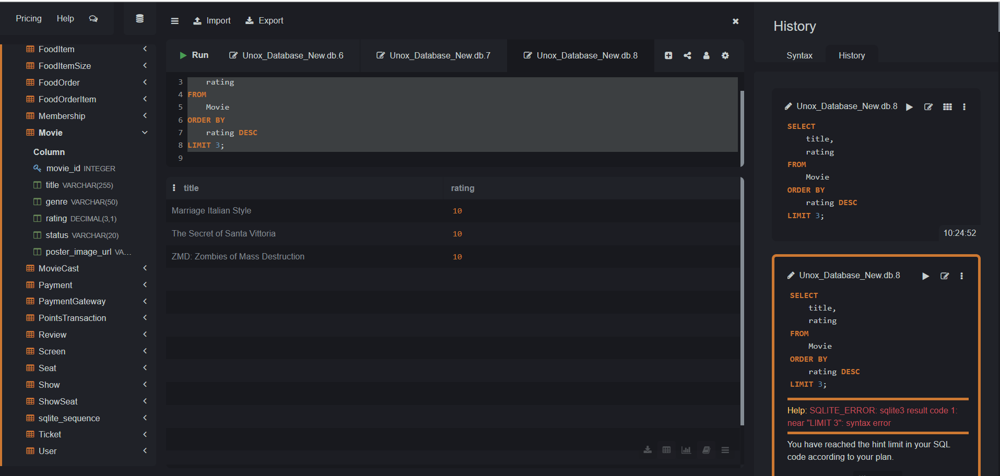 Pricing
Help
Import
Export
FoodItem
FoodItemSize
FoodOrder
FoodOrderItem
Membership
Movie
Column
movie_id INTEGER
title VARCHAR(255)
genre VARCHAR(50)
rating DECIMAL(3,1)
status VARCHAR(20)
poster_image_url VA...
MovieCast
Payment
PaymentGateway
PointsTransaction
Review
Screen
Seat
Show
ShowSeat
sqlite_sequence
Ticket
User
Run
Unox_Database_New.db.6
Unox_Database_New.db.7
Unox_Database_New.db.8
3 rating
4 FROM
5 Movie
6 ORDER BY
7 rating DESC
8 LIMIT 3;
9
title rating
Marriage Italian Style 10
The Secret of Santa Vittoria 10
ZMD: Zombies of Mass Destruction 10
History
Syntax
History
Unox_Database_New.db.8
SELECT
title,
rating
FROM
Movie
ORDER BY
rating DESC
LIMIT 3;
10:24:52
Unox_Database_New.db.8
SELECT
title,
rating
FROM
Movie
ORDER BY
rating DESC
LIMIT 3;
Help: SQLITE_ERROR: sqlite3 result code 1:
near "LIMIT 3": syntax error
You have reached the hint limit in your SQL
code according to your plan.